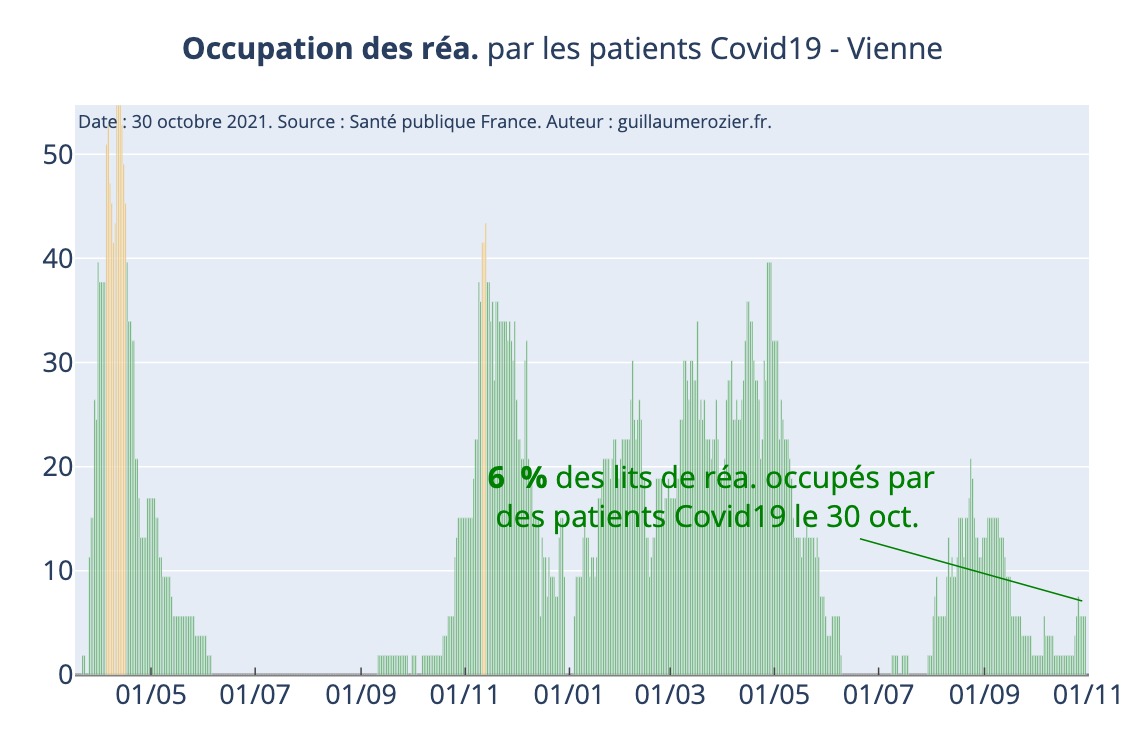 Occupation des réa. par les patients Covid19 - Vienne
Date : 30 octobre 2021. Source : Santé publique France. Auteur : guillaumerozier.fr.
50
40
30
20
10
0
6 % des lits de réa. occupés par
des patients Covid19 le 30 oct.
01/05 01/07 01/09 01/11 01/01 01/03 01/05 01/07 01/09 01/11